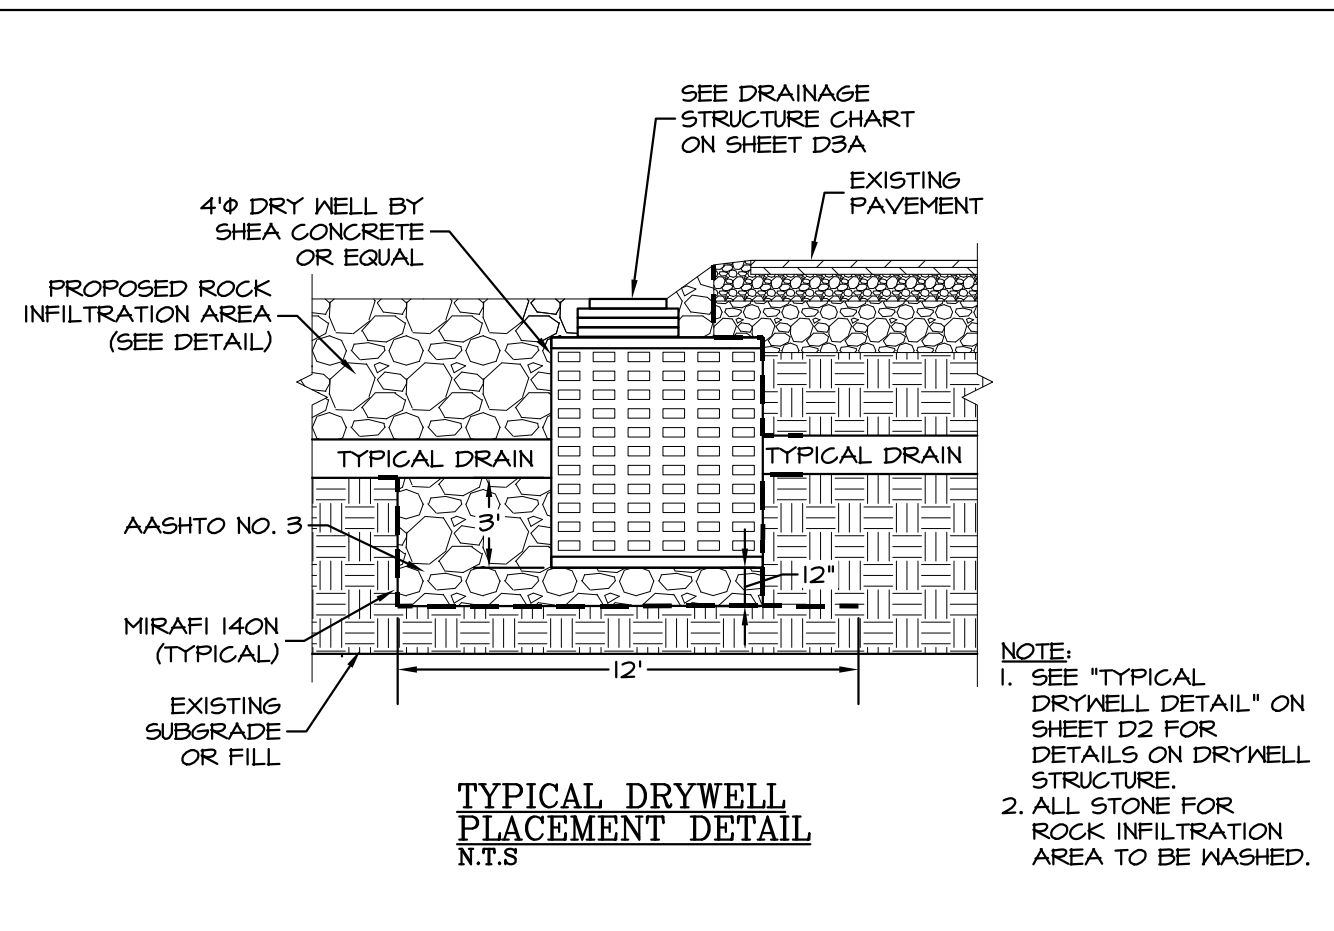 SEE DRAINAGE
STRUCTURE CHART
ON SHEET D3A
EXISTING
PAVEMENT
4'Φ DRY WELL BY
SHEA CONCRETE
OR EQUAL
PROPOSED ROCK
INFILTRATION AREA
(SEE DETAIL)
TYPICAL DRAIN
TYPICAL DRAIN
AASHTO NO. 3
3'
12"
MIRAFI 140N
(TYPICAL)
12'
EXISTING
SUBGRADE
OR FILL
NOTE:
1. SEE "TYPICAL
DRYWELL DETAIL" ON
SHEET D2 FOR
DETAILS ON DRYWELL
STRUCTURE.
2. ALL STONE FOR
ROCK INFILTRATION
AREA TO BE WASHED.
TYPICAL DRYWELL
PLACEMENT DETAIL
N.T.S